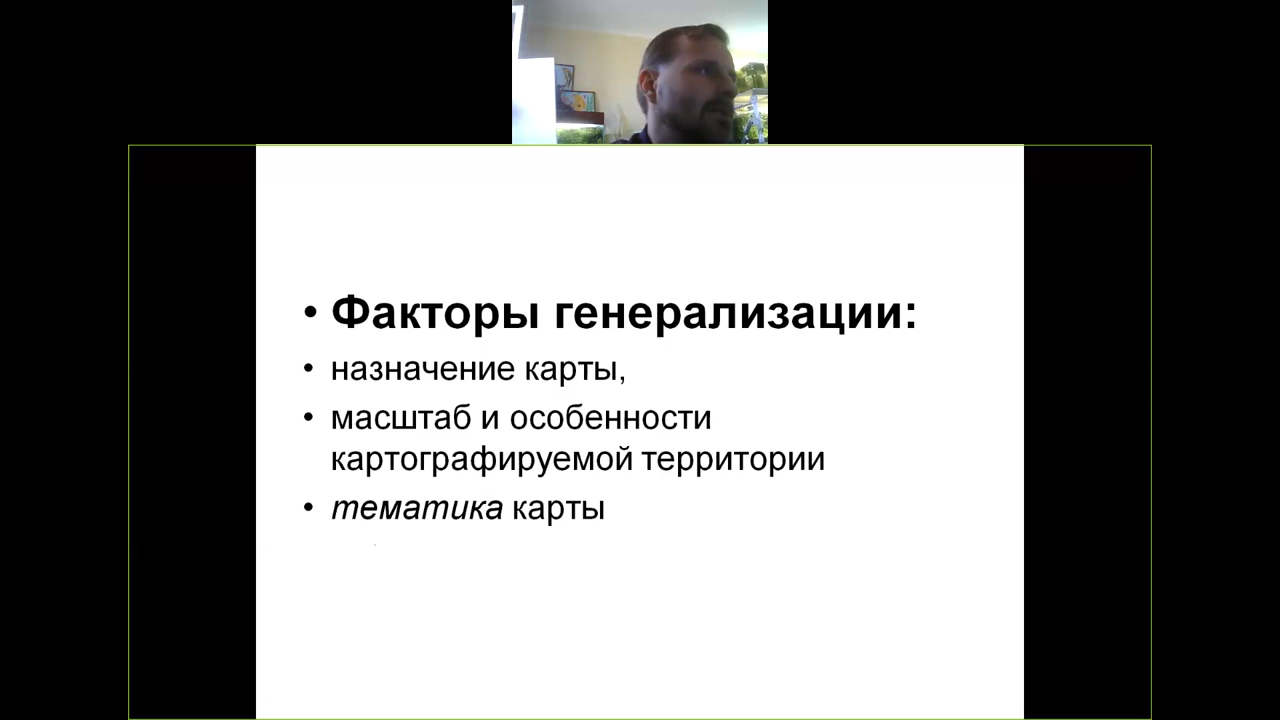 • Факторы генерализации:
• назначение карты,
• масштаб и особенности
картографируемой территории
• тематика карты